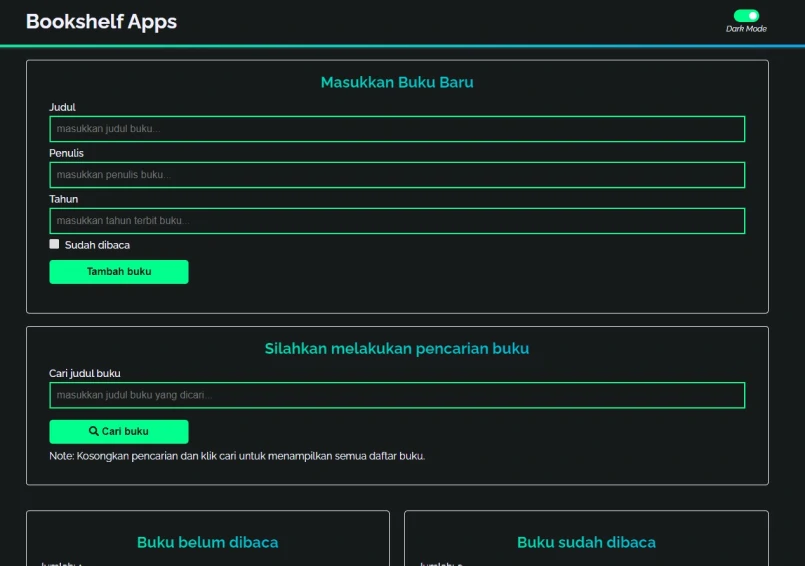 Bookshelf Apps
Dark Mode
Masukkan Buku Baru
Judul
masukkan judul buku...
Penulis
masukkan penulis buku...
Tahun
masukkan tahun terbit buku...
Sudah dibaca
Tambah buku
Silahkan melakukan pencarian buku
Cari judul buku
masukkan judul buku yang dicari...
Cari buku
Note: Kosongkan pencarian dan klik cari untuk menampilkan semua daftar buku.
Buku belum dibaca
Buku sudah dibaca